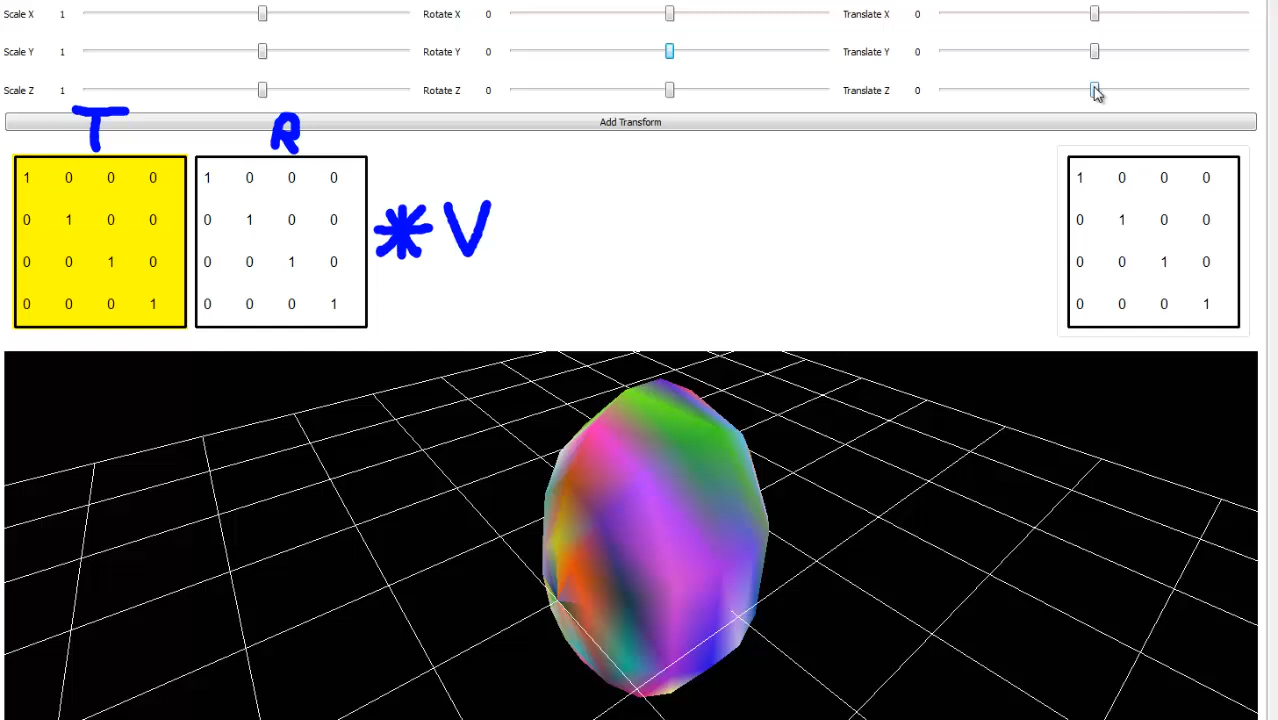 Scale X 1 Rotate X 0 Translate X 0
Scale Y 1 Rotate Y 0 Translate Y 0
Scale Z 1 Rotate Z 0 Translate Z 0
Add Transform
T R
1 0 0 0 1 0 0 0 1 0 0 0
0 1 0 0 0 1 0 0 * V 0 1 0 0
0 0 1 0 0 0 1 0 0 0 1 0
0 0 0 1 0 0 0 1 0 0 0 1